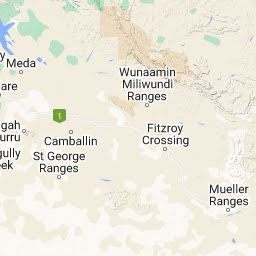 Meda
Wunaamin
Miliwundi
Ranges
1
Camballin
St George
Ranges
Fitzroy
Crossing
Mueller
Ranges